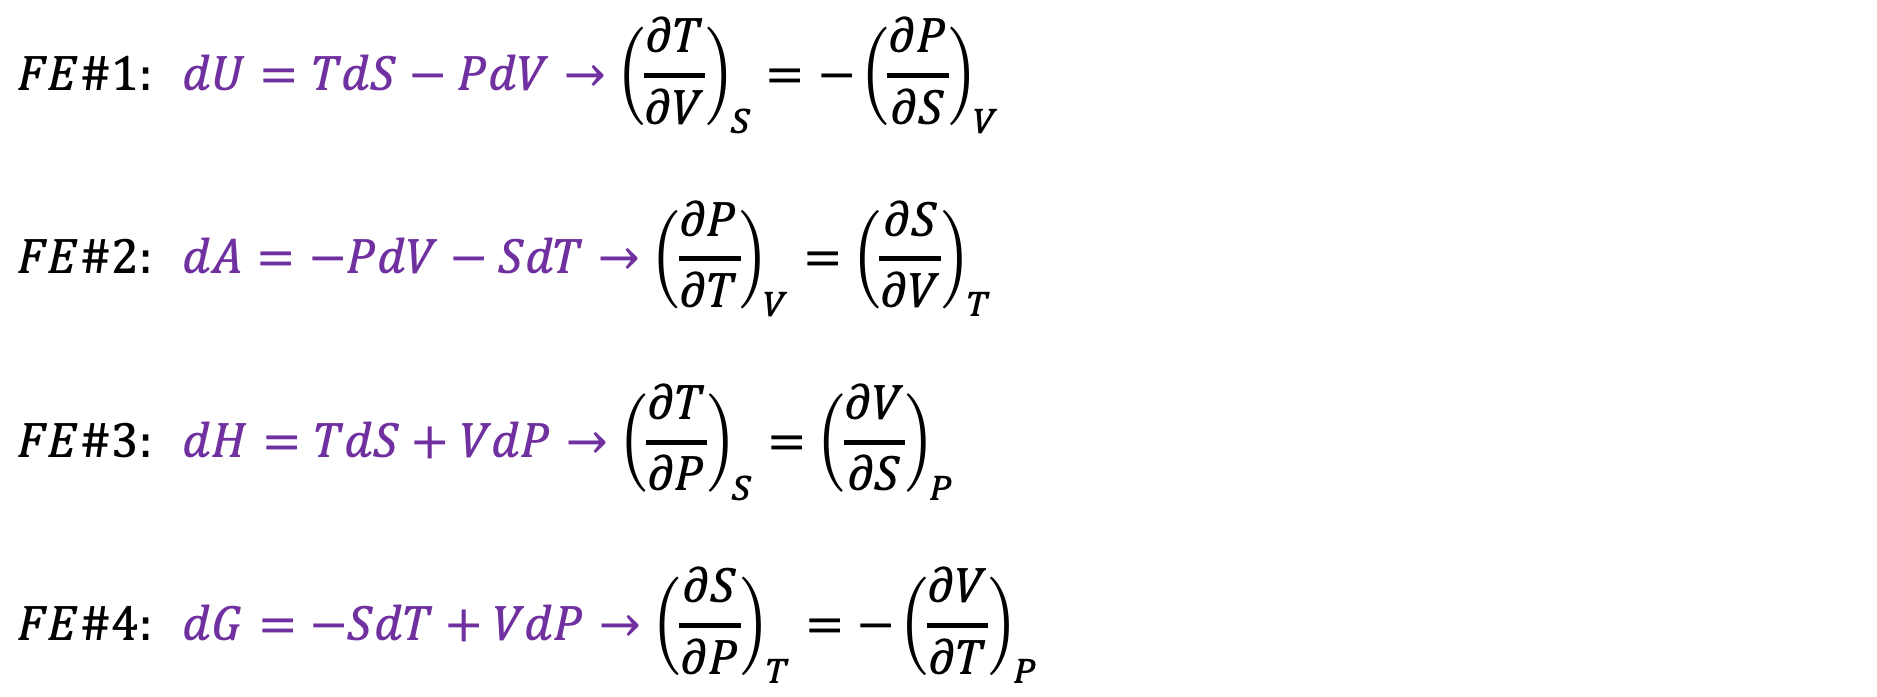 FE#1: dU = TdS − PdV → (∂T/∂V)_S = −(∂P/∂S)_V
FE#2: dA = −PdV − SdT → (∂P/∂T)_V = (∂S/∂V)_T
FE#3: dH = TdS + VdP → (∂T/∂P)_S = (∂V/∂S)_P
FE#4: dG = −SdT + VdP → (∂S/∂P)_T = −(∂V/∂T)_P